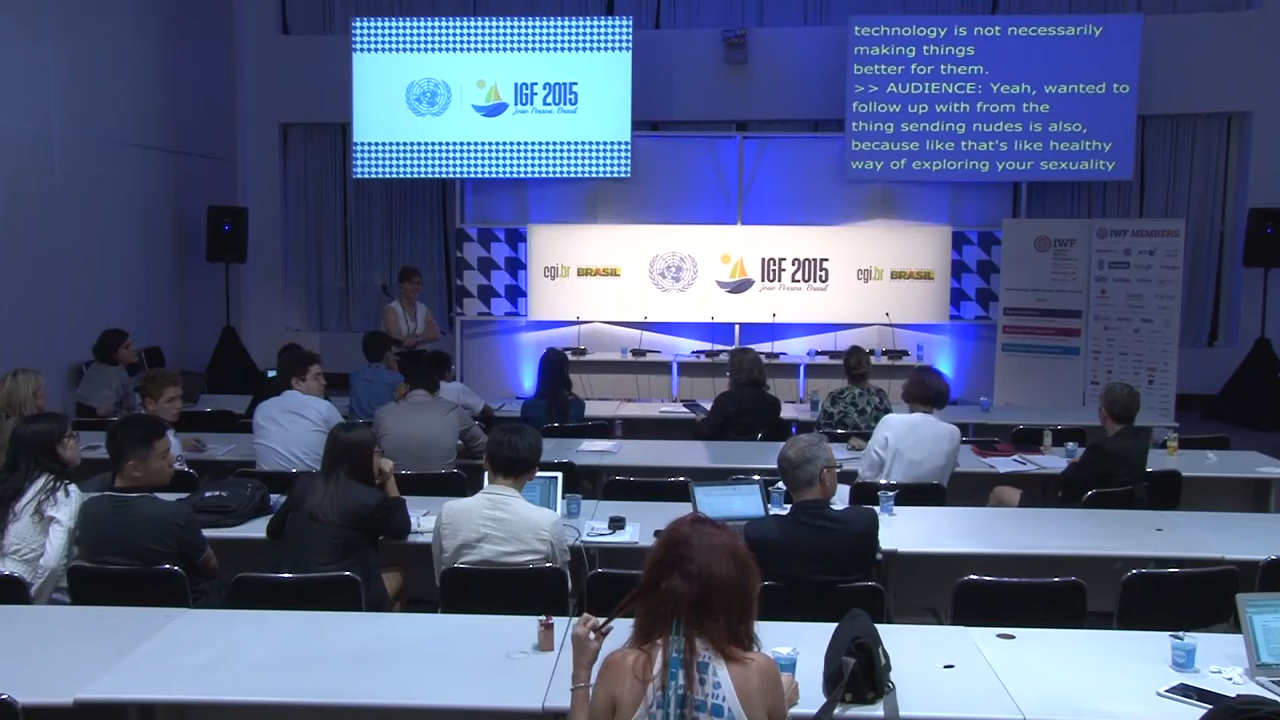 IGF 2015
João Pessoa, Brasil
technology is not necessarily
making things
better for them.
>> AUDIENCE: Yeah, wanted to
follow up with from the
thing sending nudes is also,
because like that's like healthy
way of exploring your sexuality
cgi.br
BRASIL
IGF 2015
João Pessoa, Brasil
cgi.br
BRASIL
IWF
IWF MEMBERS